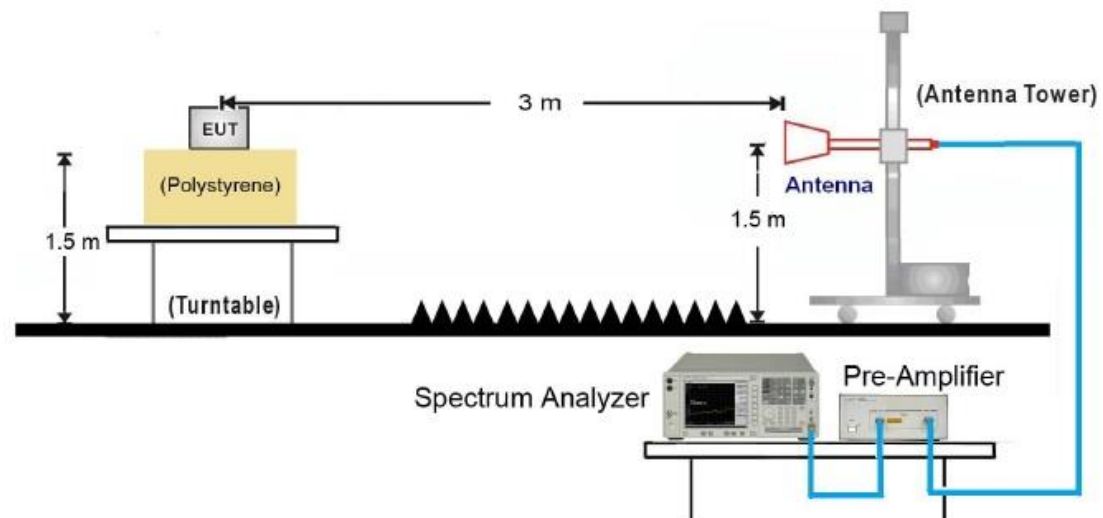 3 m
(Antenna Tower)
EUT
(Polystyrene)
Antenna
1.5 m
1.5 m
(Turntable)
Spectrum Analyzer
Pre-Amplifier